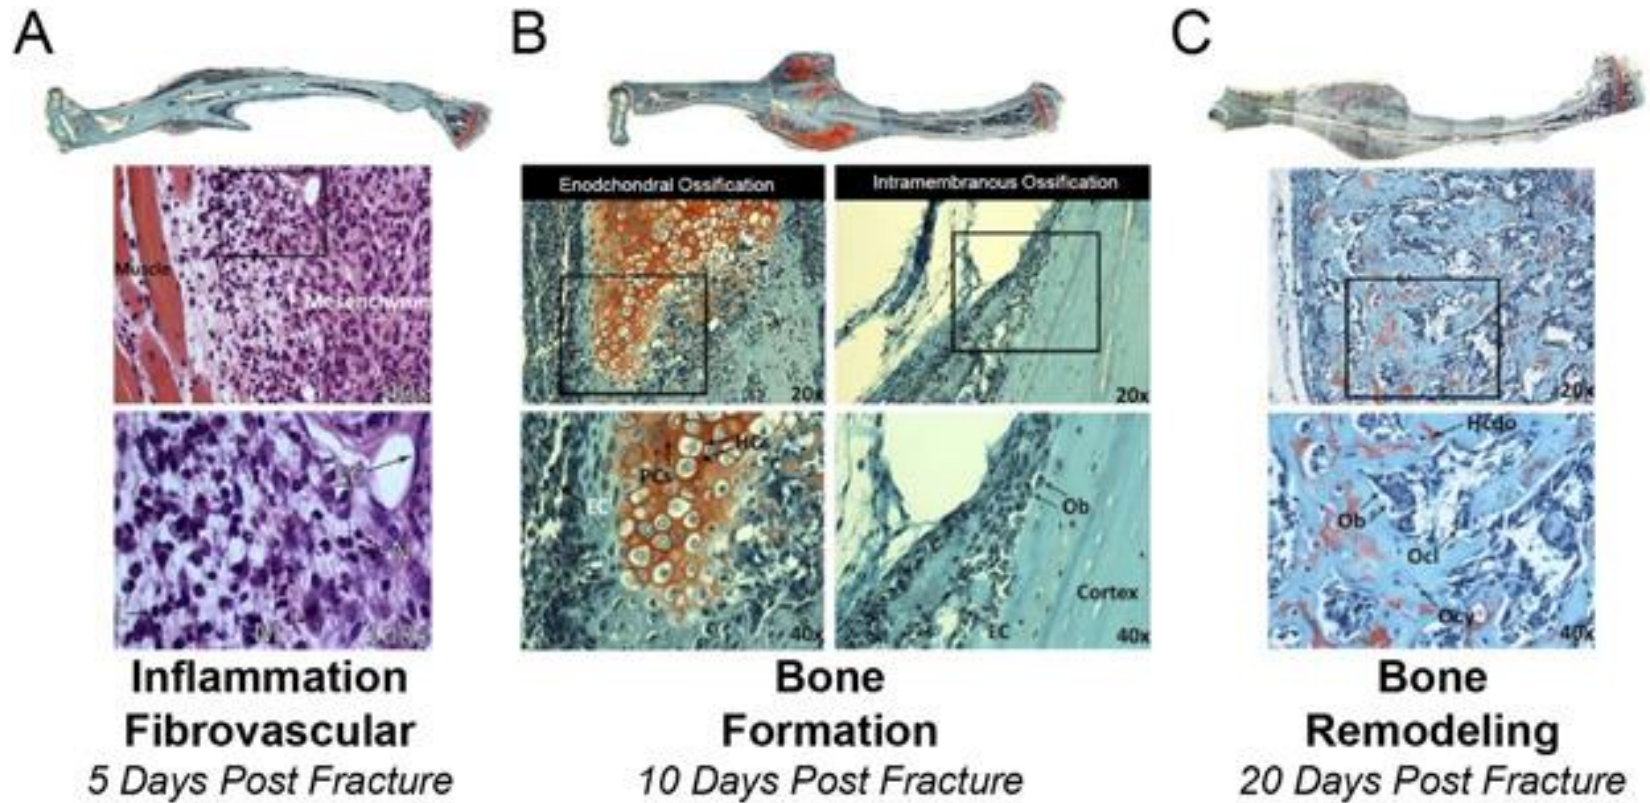 A
B
C
Enodchondral Ossification
Intramembranous Ossification
Muscle
Mesenchyme
20x
20x
20x
HCs
PCs
EC
Ob
Cortex
EC
40x
40x
Hcdo
Ob
Ocl
Ocy
40x
Inflammation
Fibrovascular
5 Days Post Fracture
Bone
Formation
10 Days Post Fracture
Bone
Remodeling
20 Days Post Fracture